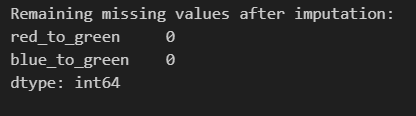 Remaining missing values after imputation:
red_to_green     0
blue_to_green    0
dtype: int64